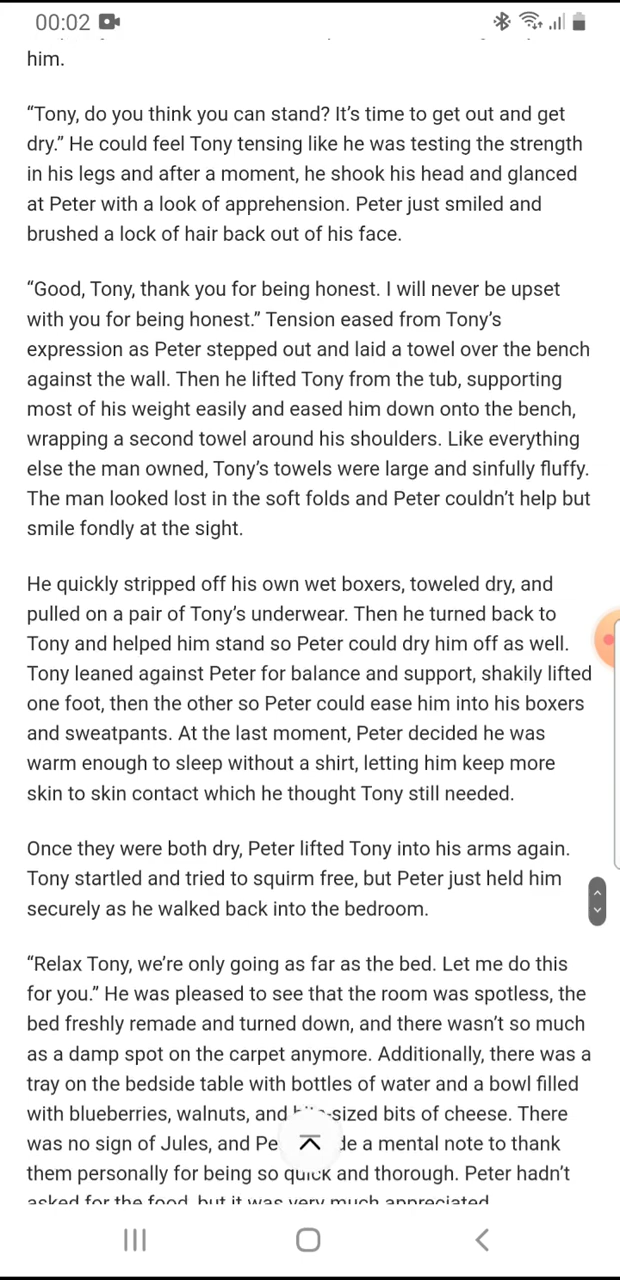 00:02
him.
“Tony, do you think you can stand? It’s time to get out and get
dry.” He could feel Tony tensing like he was testing the strength
in his legs and after a moment, he shook his head and glanced
at Peter with a look of apprehension. Peter just smiled and
brushed a lock of hair back out of his face.
“Good, Tony, thank you for being honest. I will never be upset
with you for being honest.” Tension eased from Tony’s
expression as Peter stepped out and laid a towel over the bench
against the wall. Then he lifted Tony from the tub, supporting
most of his weight easily and eased him down onto the bench,
wrapping a second towel around his shoulders. Like everything
else the man owned, Tony’s towels were large and sinfully fluffy.
The man looked lost in the soft folds and Peter couldn’t help but
smile fondly at the sight.
He quickly stripped off his own wet boxers, toweled dry, and
pulled on a pair of Tony’s underwear. Then he turned back to
Tony and helped him stand so Peter could dry him off as well.
Tony leaned against Peter for balance and support, shakily lifted
one foot, then the other so Peter could ease him into his boxers
and sweatpants. At the last moment, Peter decided he was
warm enough to sleep without a shirt, letting him keep more
skin to skin contact which he thought Tony still needed.
Once they were both dry, Peter lifted Tony into his arms again.
Tony startled and tried to squirm free, but Peter just held him
securely as he walked back into the bedroom.
“Relax Tony, we’re only going as far as the bed. Let me do this
for you.” He was pleased to see that the room was spotless, the
bed freshly remade and turned down, and there wasn’t so much
as a damp spot on the carpet anymore. Additionally, there was a
tray on the bedside table with bottles of water and a bowl filled
with blueberries, walnuts, and -sized bits of cheese. There
was no sign of Jules, and Pe de a mental note to thank
them personally for being so quick and thorough. Peter hadn’t
asked for the food, but it was very much appreciated